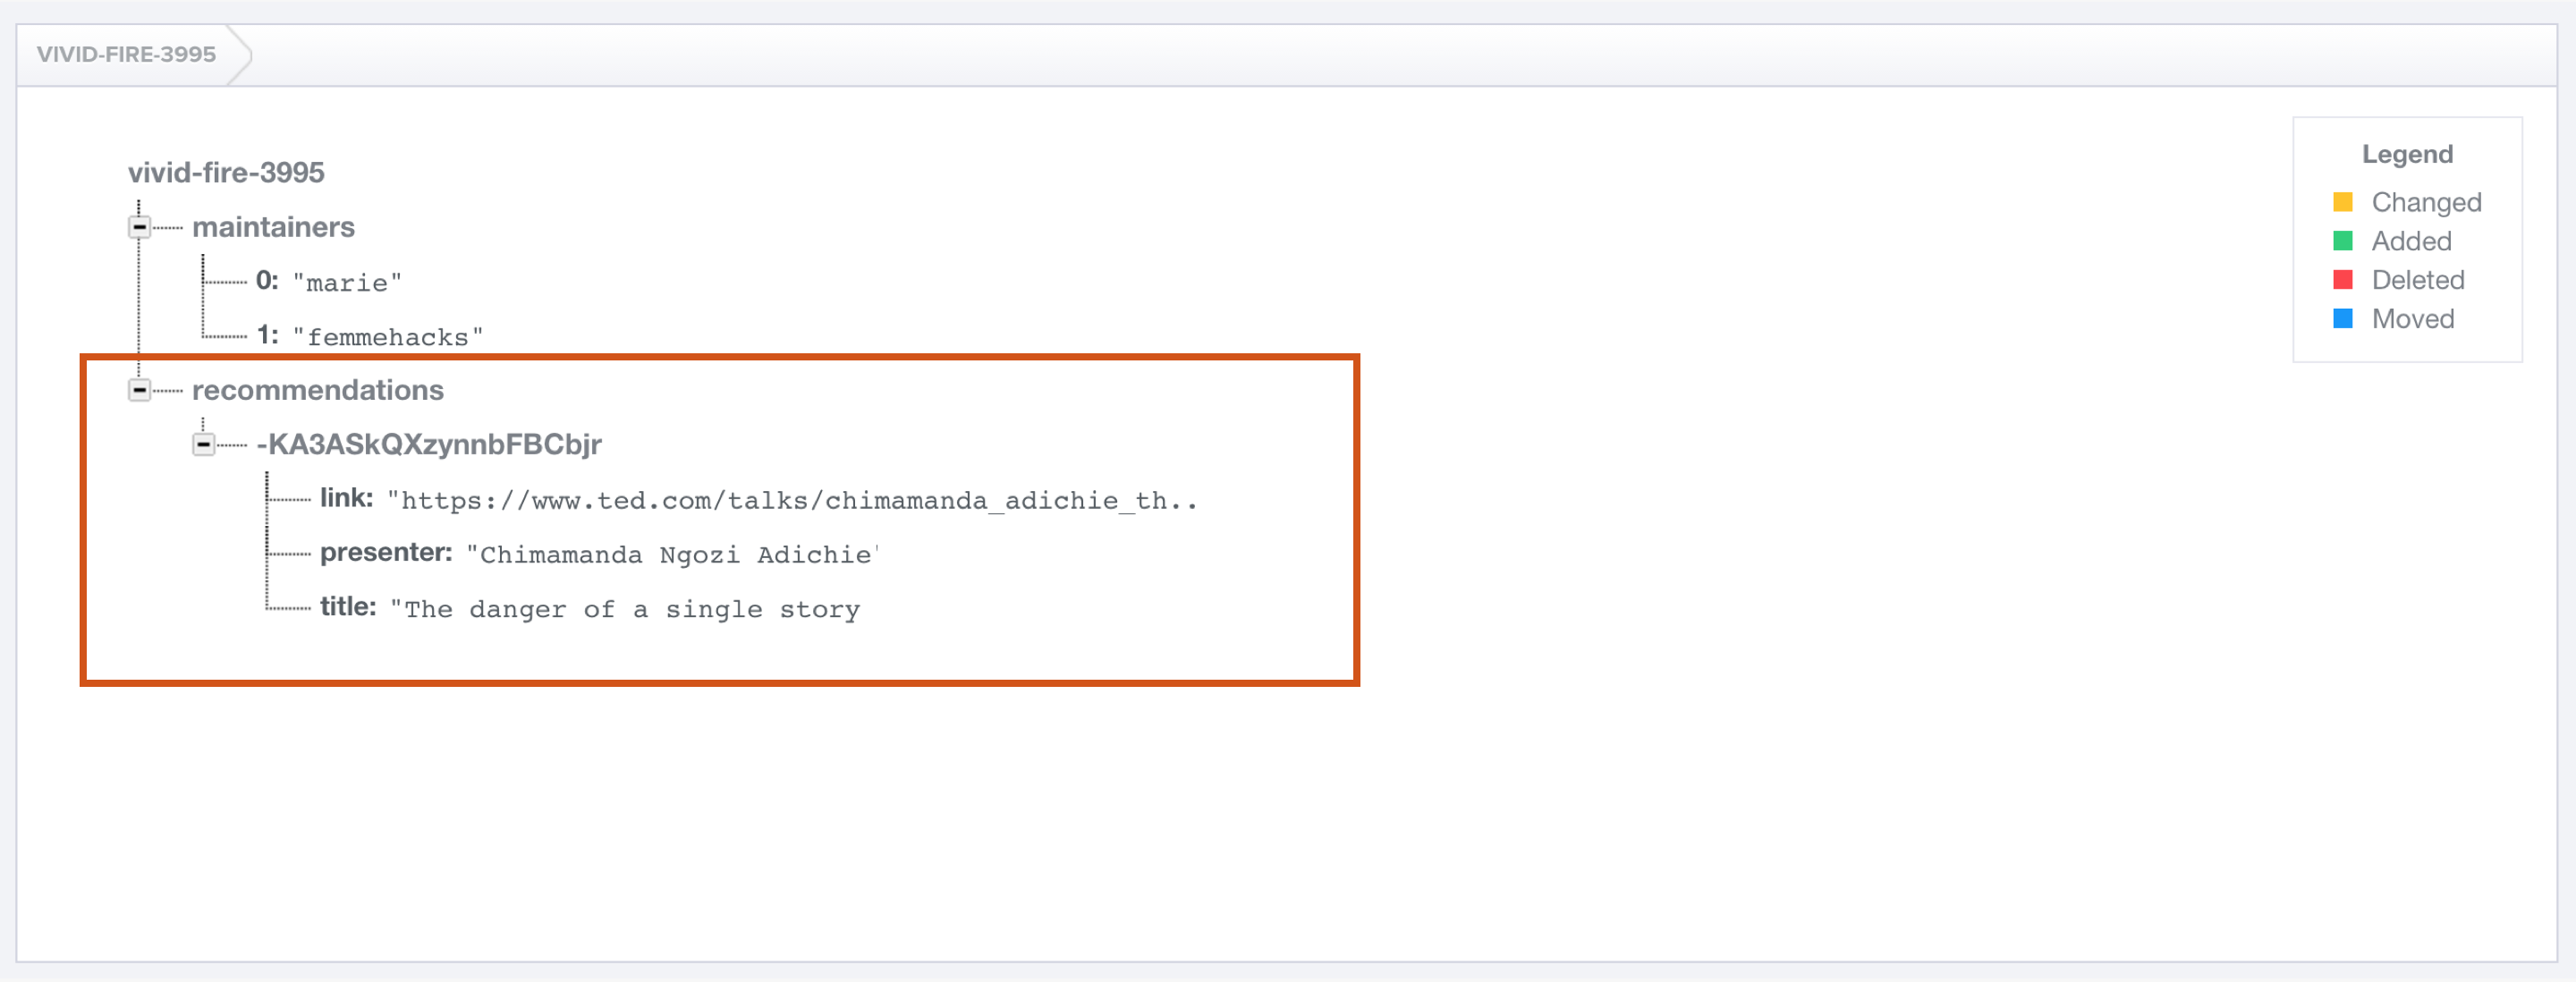 VIVID-FIRE-3995
vivid-fire-3995
maintainers
0: "marie"
1: "femmehacks"
recommendations
-KA3ASkQXzynnbFBCbjr
link: "https://www.ted.com/talks/chimamanda_adichie_th..
presenter: "Chimamanda Ngozi Adichie'
title: "The danger of a single story
Legend
Changed
Added
Deleted
Moved